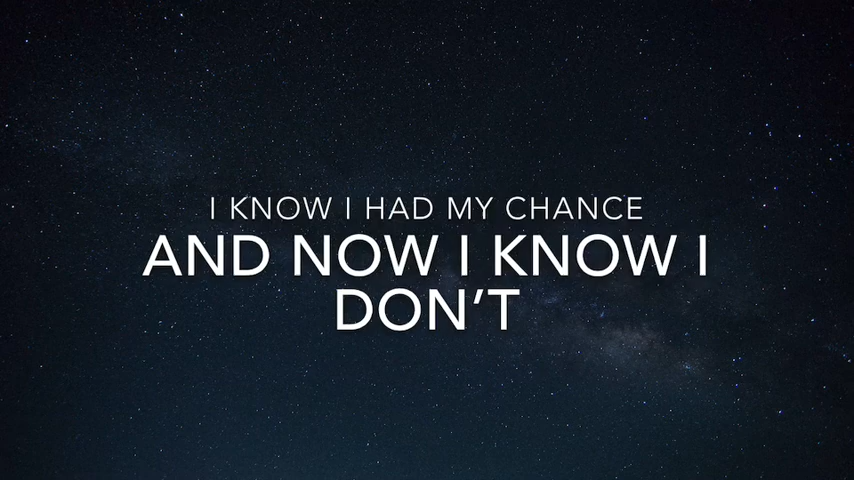 I KNOW I HAD MY CHANCE
AND NOW I KNOW I
DON’T